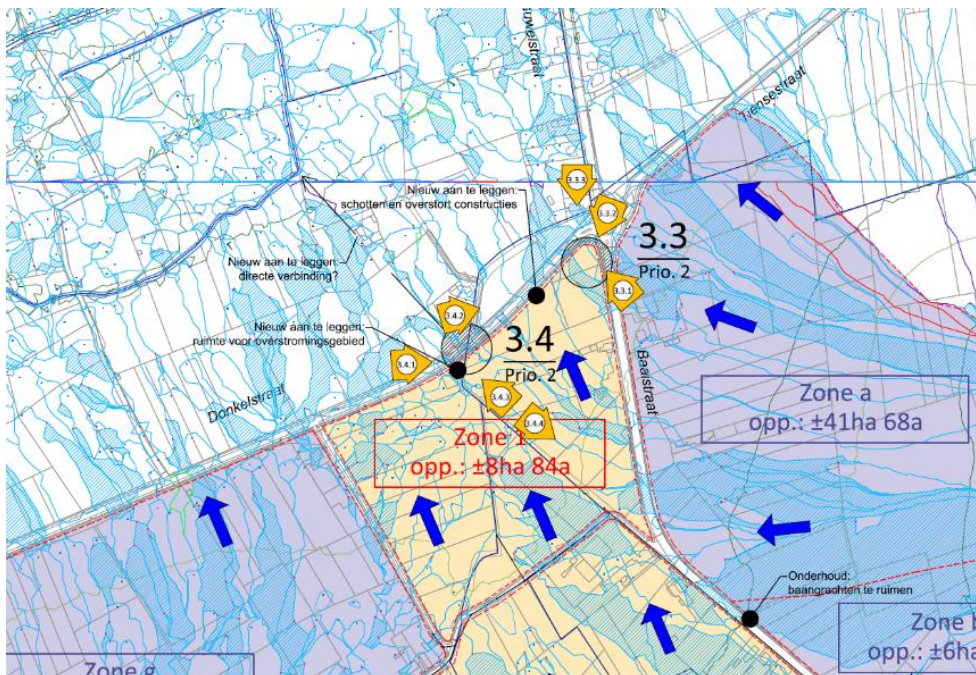 Tiensestraat
3.3.3
Nieuw aan te leggen:
schotten en overstort constructies
3.3.2
3.3
Prio. 2
Nieuw aan te leggen:
directe verbinding?
3.3.1
3.4.2
Nieuw aan te leggen:
ruimte voor overstromingsgebied
3.4
Prio. 2
3.4.1
Baaistraat
Donkelstraat
3.4.3
3.4.4
Zone a
opp.: ±41ha 68a
Zone 1
opp.: ±8ha 84a
Onderhoud:
baangrachten te ruimen
Zone b
opp.: ±6ha
Zone g